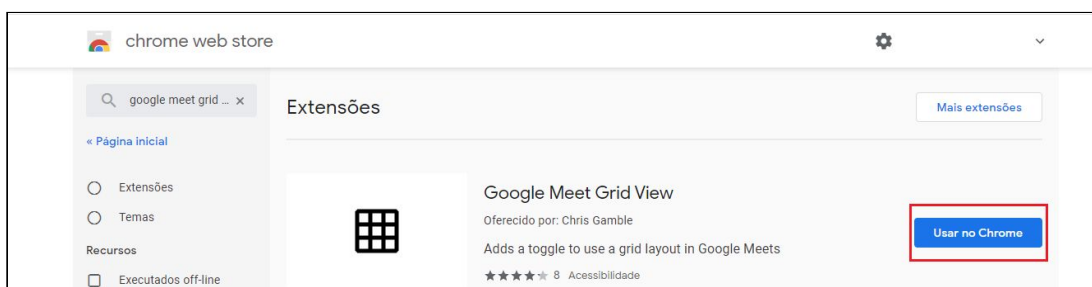 chrome web store
google meet grid ...
Extensões
Mais extensões
« Página inicial
Extensões
Temas
Recursos
Executados off-line
Google Meet Grid View
Oferecido por: Chris Gamble
Adds a toggle to use a grid layout in Google Meets
8 Acessibilidade
Usar no Chrome